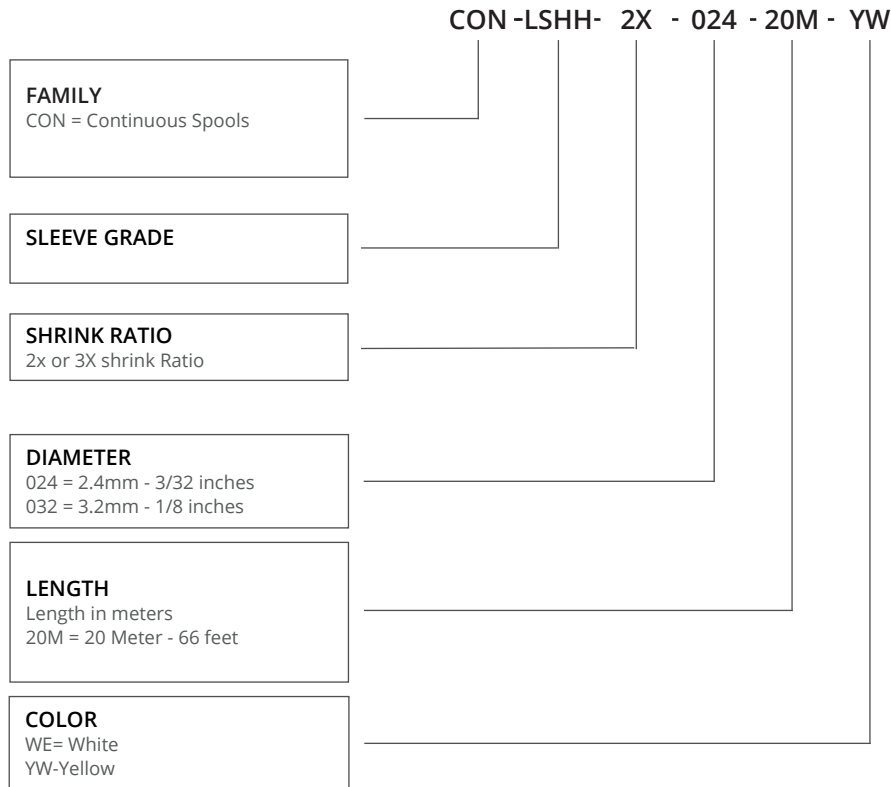 CON -LSHH- 2X - 024 - 20M - YW
FAMILY
CON = Continuous Spools
SLEEVE GRADE
SHRINK RATIO
2x or 3X shrink Ratio
DIAMETER
024 = 2.4mm - 3/32 inches
032 = 3.2mm - 1/8 inches
LENGTH
Length in meters
20M = 20 Meter - 66 feet
COLOR
WE= White
YW-Yellow